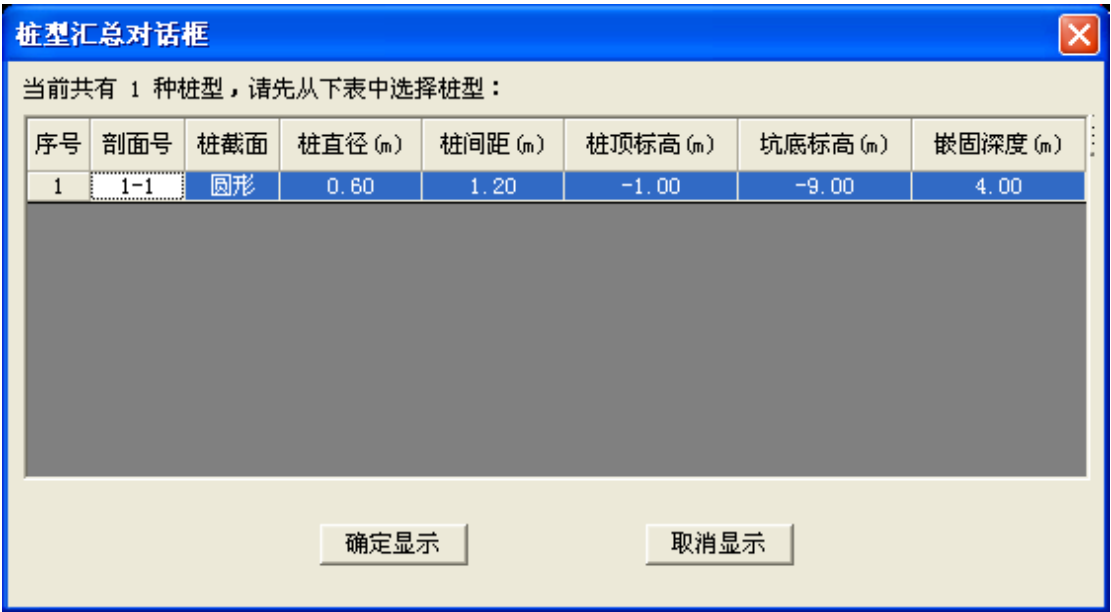 桩型汇总对话框
当前共有 1 种桩型，请先从下表中选择桩型：
序号 剖面号 桩截面 桩直径(m) 桩间距(m) 桩顶标高(m) 坑底标高(m) 嵌固深度(m)
1 1-1 圆形 0.60 1.20 -1.00 -9.00 4.00
确定显示 取消显示